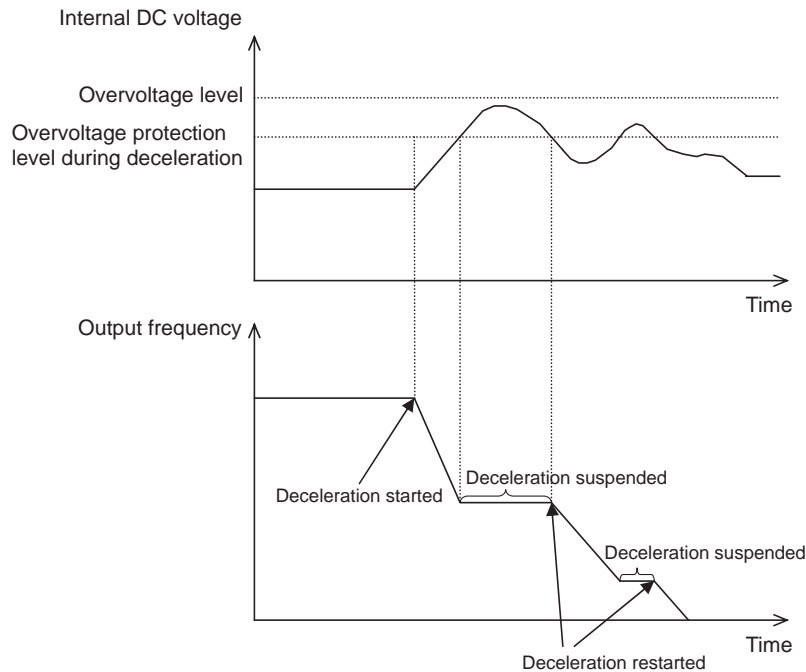 Internal DC voltage
Overvoltage level
Overvoltage protection
level during deceleration
Time
Output frequency
Deceleration suspended
Deceleration started
Deceleration suspended
Time
Deceleration restarted